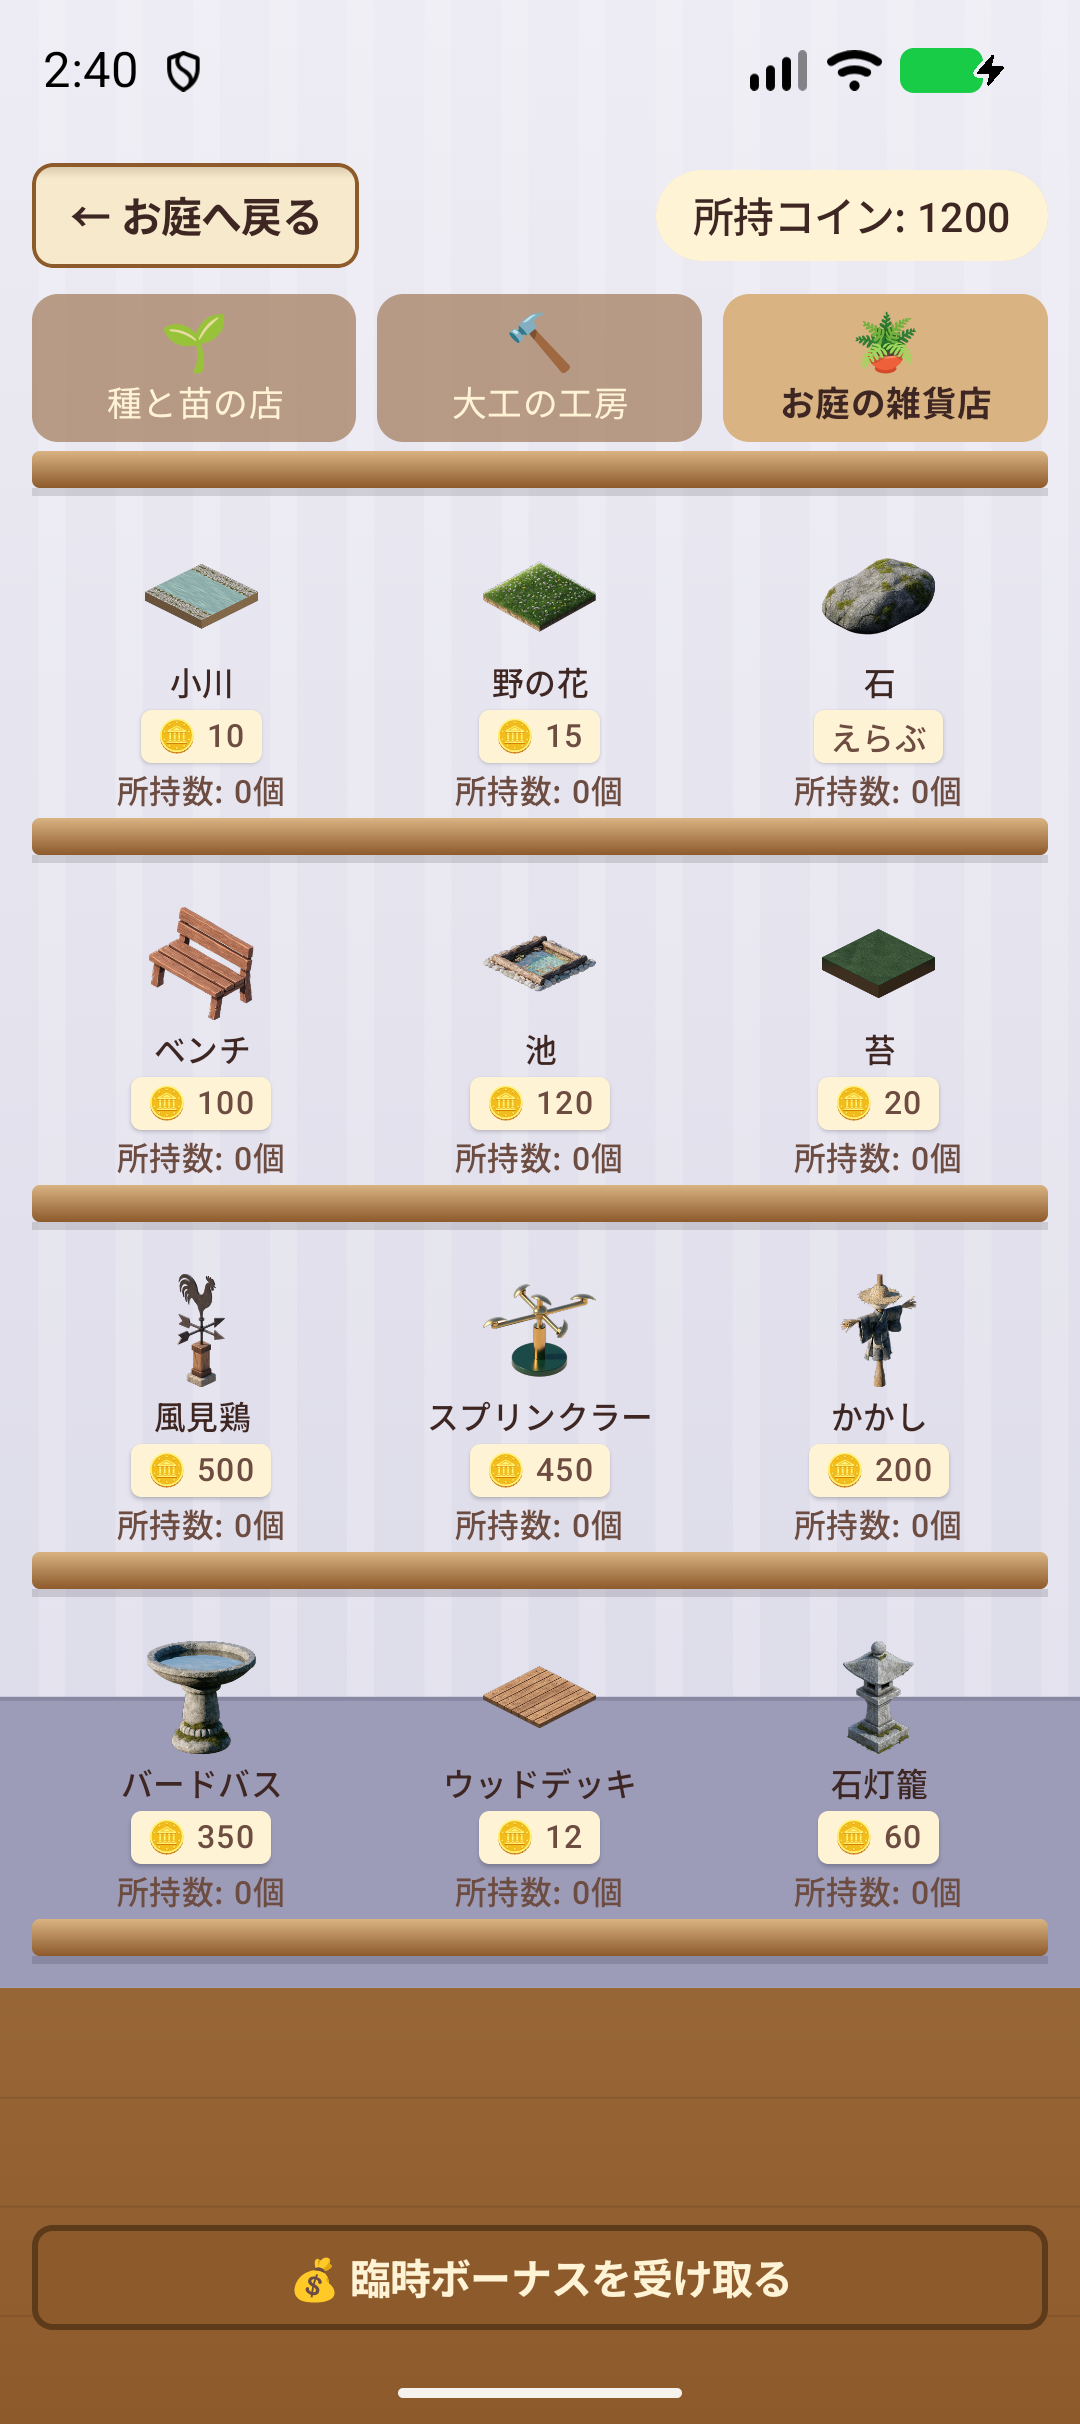 2:40
← お庭へ戻る
所持コイン: 1200
種と苗の店
大工の工房
お庭の雑貨店
小川
10
所持数: 0個
野の花
15
所持数: 0個
石
えらぶ
所持数: 0個
ベンチ
100
所持数: 0個
池
120
所持数: 0個
苔
20
所持数: 0個
風見鶏
500
所持数: 0個
スプリンクラー
450
所持数: 0個
かかし
200
所持数: 0個
バードバス
350
所持数: 0個
ウッドデッキ
12
所持数: 0個
石灯籠
60
所持数: 0個
臨時ボーナスを受け取る